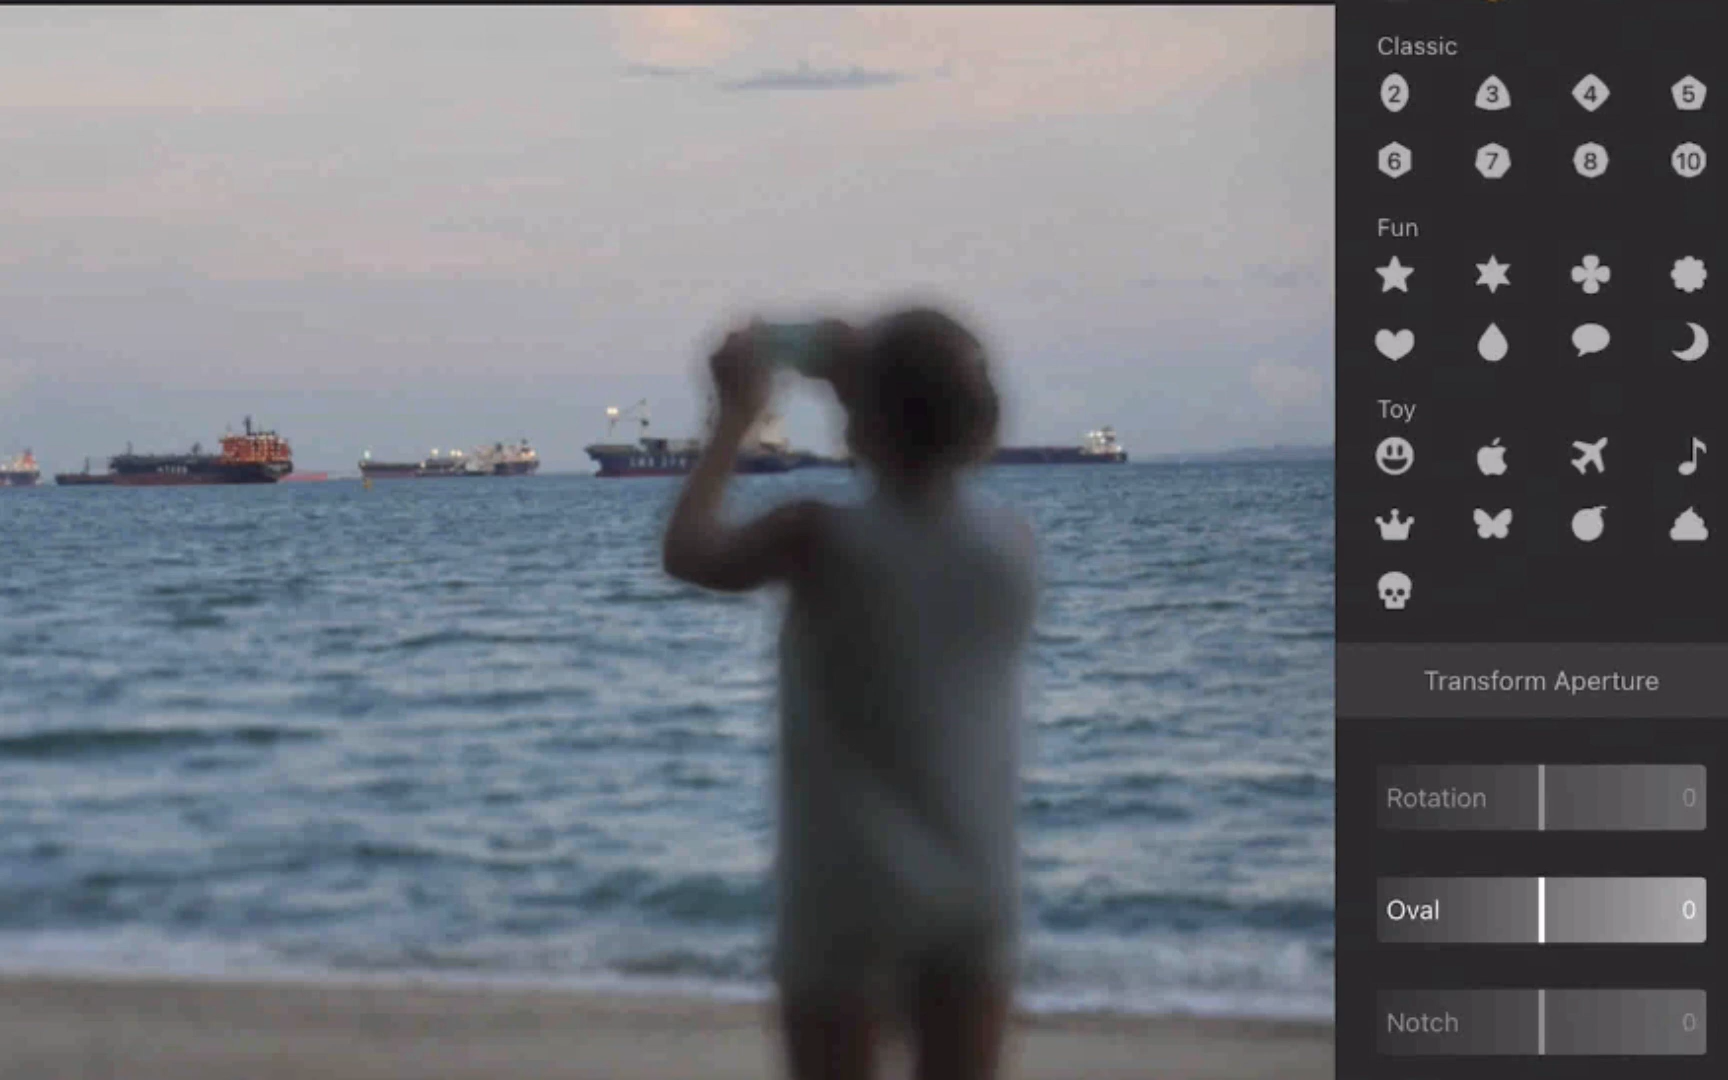 Classic
2 3 4 5
6 7 8 10
Fun
Toy
Transform Aperture
Rotation 0
Oval 0
Notch 0